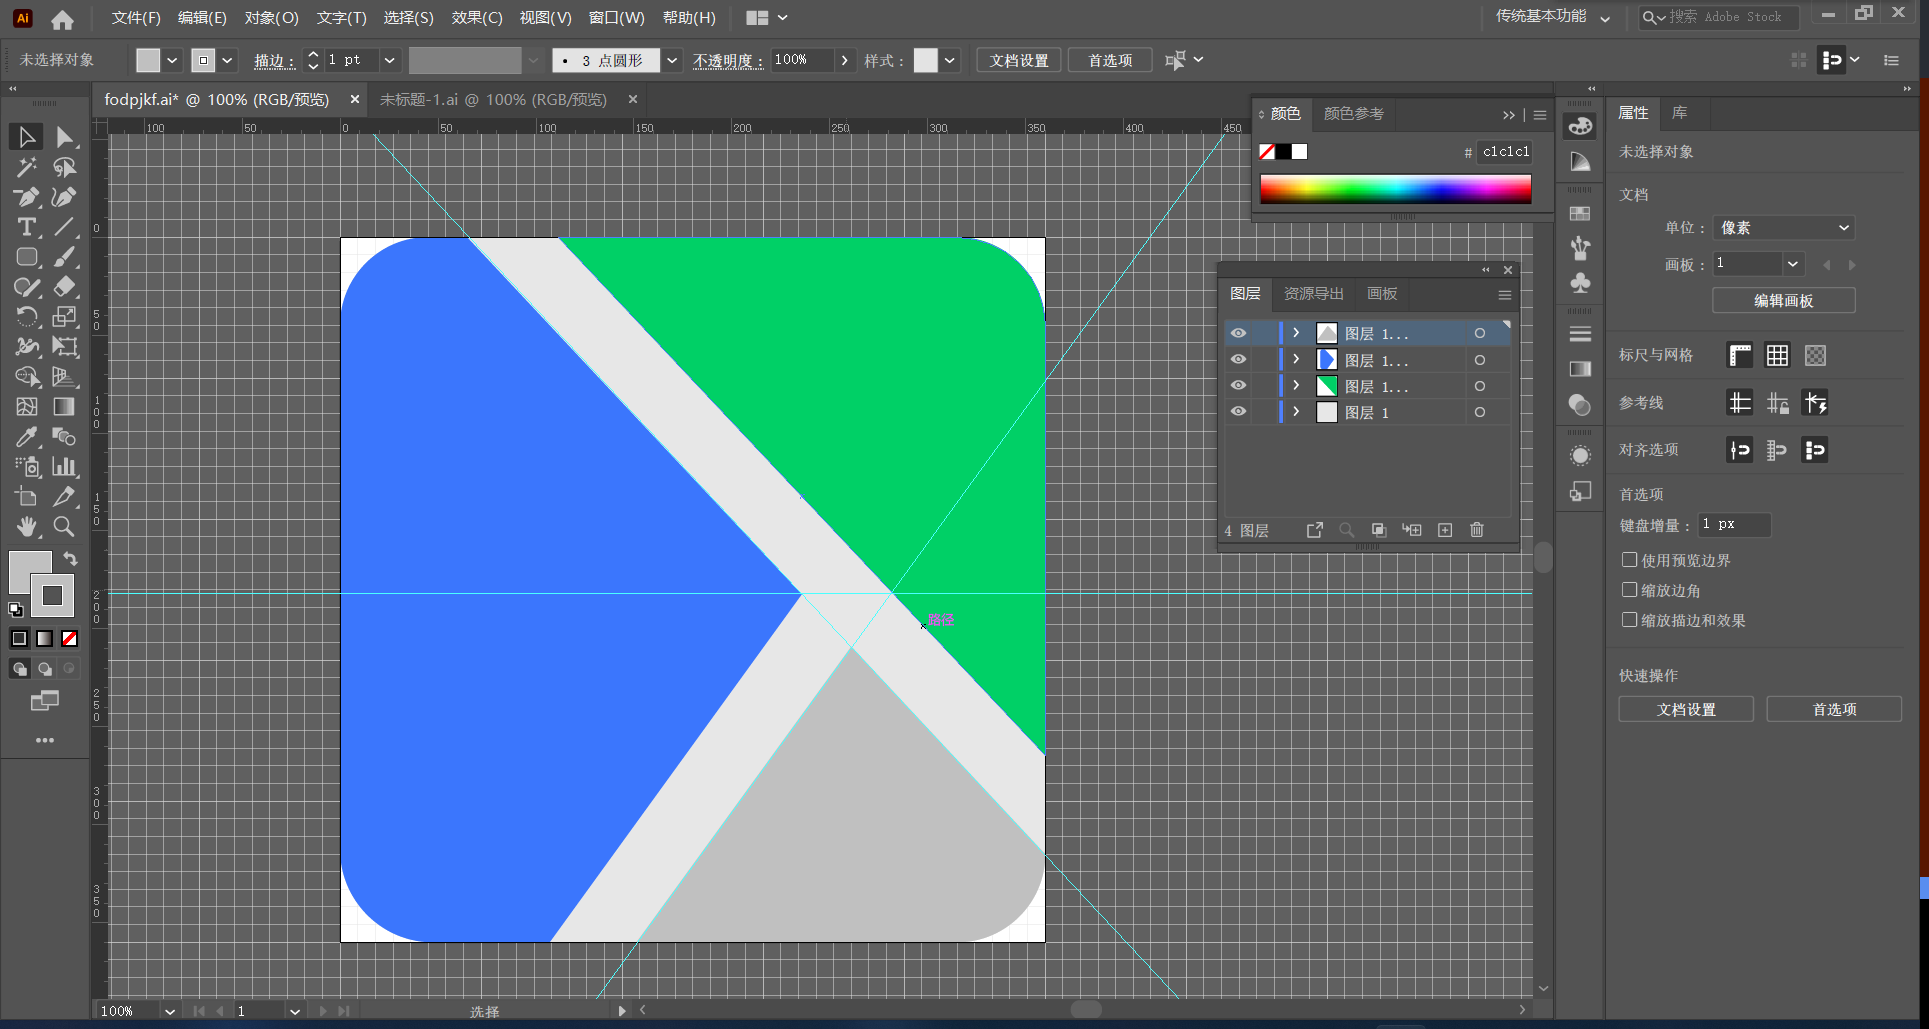 Ai 文件(F) 编辑(E) 对象(O) 文字(T) 选择(S) 效果(C) 视图(V) 窗口(W) 帮助(H) 传统基本功能 搜索 Adobe Stock
未选择对象 描边： 1 pt 3 点圆形 不透明度： 100% 样式： 文档设置 首选项
fodpjkf.ai* @ 100% (RGB/预览) × 未标题-1.ai @ 100% (RGB/预览) ×
100 50 0 50 100 150 200 250 300 350 400 450
0
50
100
150
200
250
300
350
颜色 颜色参考
# c1c1c1
图层 资源导出 画板
图层 1...
图层 1...
图层 1...
图层 1
4 图层
路径
属性 库
未选择对象
文档
单位： 像素
画板： 1
编辑画板
标尺与网格
参考线
对齐选项
首选项
键盘增量： 1 px
使用预览边界
缩放边角
缩放描边和效果
快速操作
文档设置 首选项
100% 1 选择